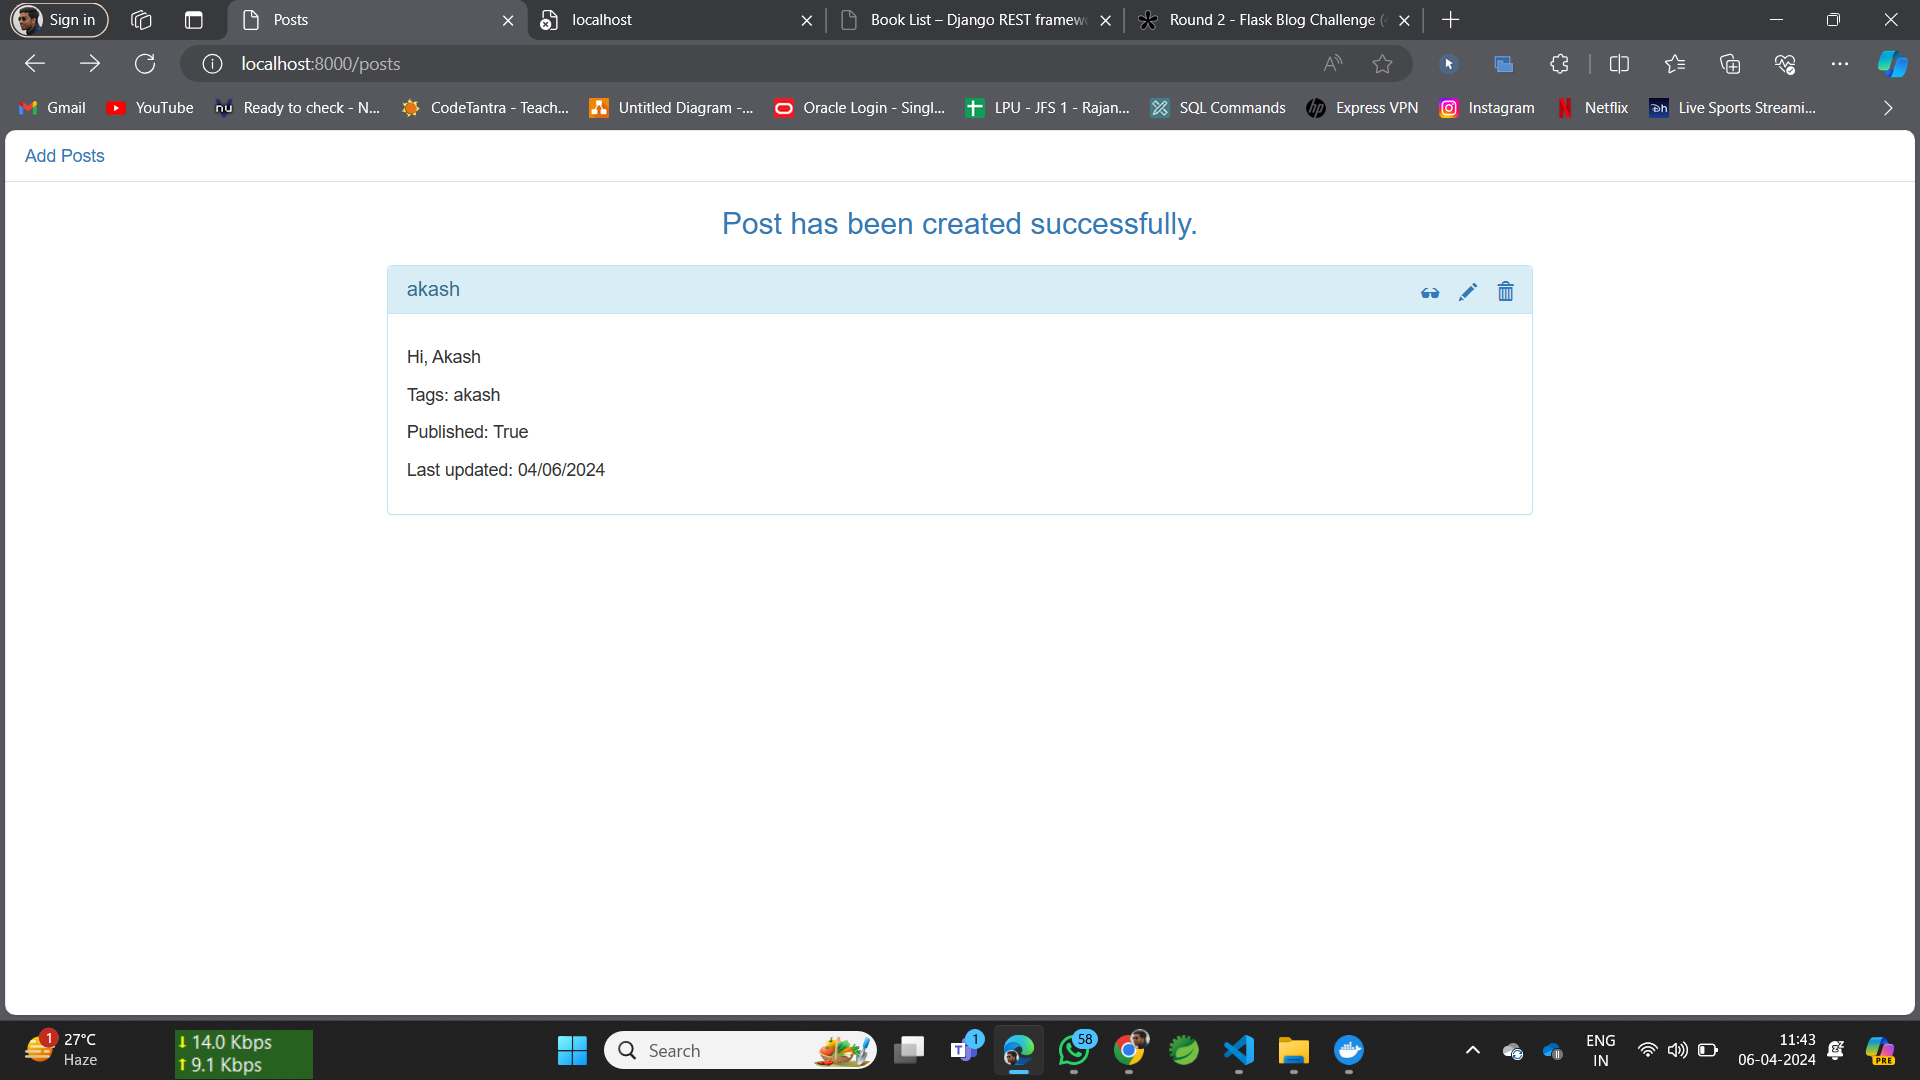 Sign in
Posts
localhost
Book List – Django REST framew
Round 2 - Flask Blog Challenge (
localhost:8000/posts
Gmail
YouTube
nu
Ready to check - N...
CodeTantra - Teach...
Untitled Diagram -...
Oracle Login - Singl...
LPU - JFS 1 - Rajan...
SQL Commands
Express VPN
Instagram
Netflix
Live Sports Streami...
Add Posts
Post has been created successfully.
akash
Hi, Akash
Tags: akash
Published: True
Last updated: 04/06/2024
1
27°C
Haze
14.0 Kbps
9.1 Kbps
Search
1
58
ENG
IN
11:43
06-04-2024
PRE